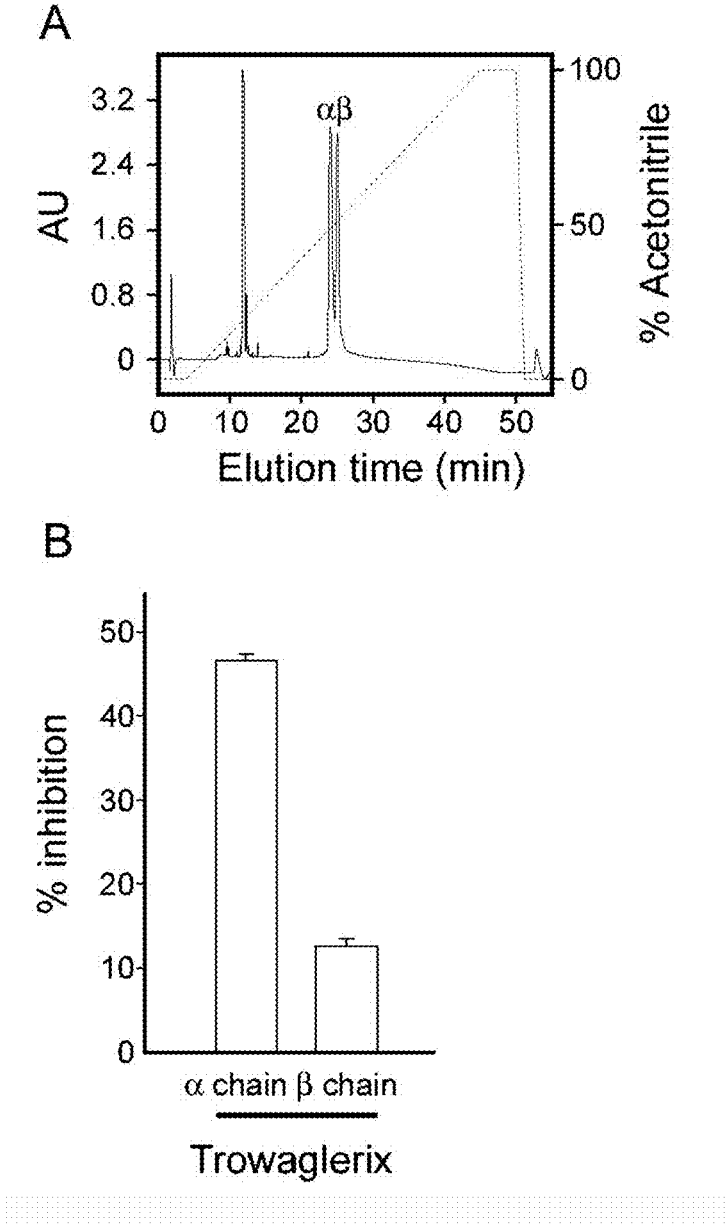 A
αβ
3.2
2.4
1.6
0.8
0
AU
100
50
0
% Acetonitrile
0 10 20 30 40 50
Elution time (min)
B
50
40
30
20
10
0
% inhibition
α chain β chain
Trowaglerix